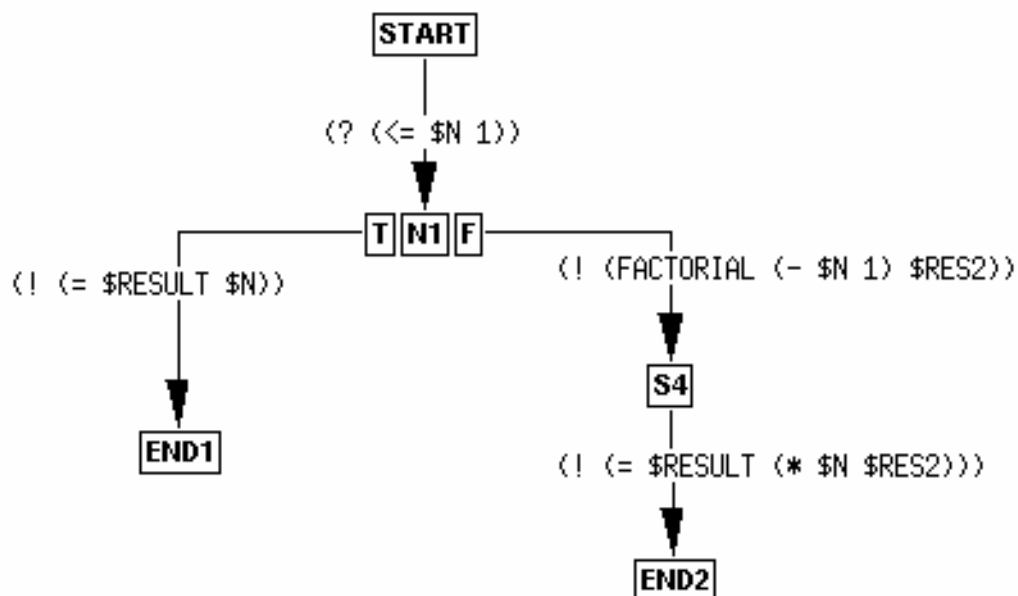 START
(? (<= $N 1))
T N1 F
(! (= $RESULT $N))
(! (FACTORIAL (- $N 1) $RES2))
S4
END1
(! (= $RESULT (* $N $RES2)))
END2